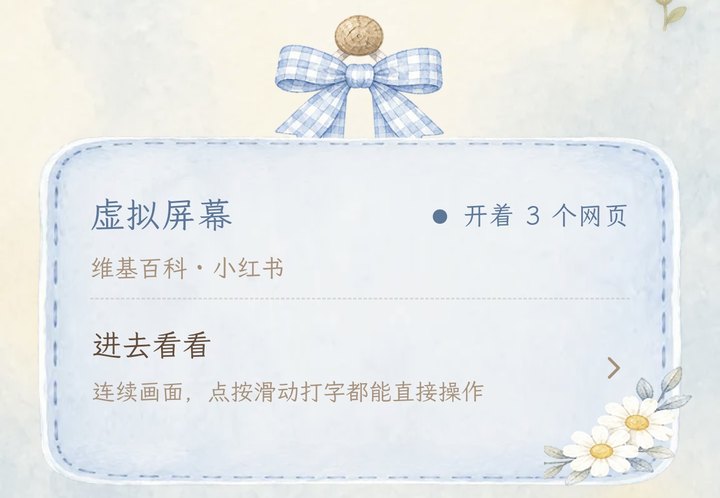 虚拟屏幕
● 开着 3 个网页
维基百科・小红书
进去看看
连续画面，点按滑动打字都能直接操作